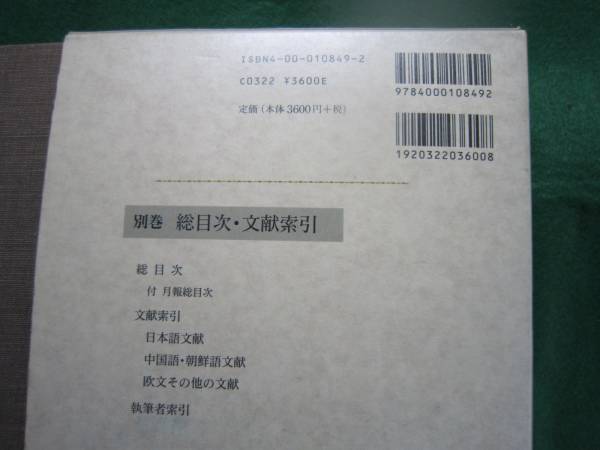 ISBN4-00-010849-2
C0322 ¥3600E
定価(本体3600円+税)
9784000108492
1920322036008
別巻 総目次・文献索引
総目次
付 月報総目次
文献索引
日本語文献
中国語・朝鮮語文献
欧文その他の文献
執筆者索引